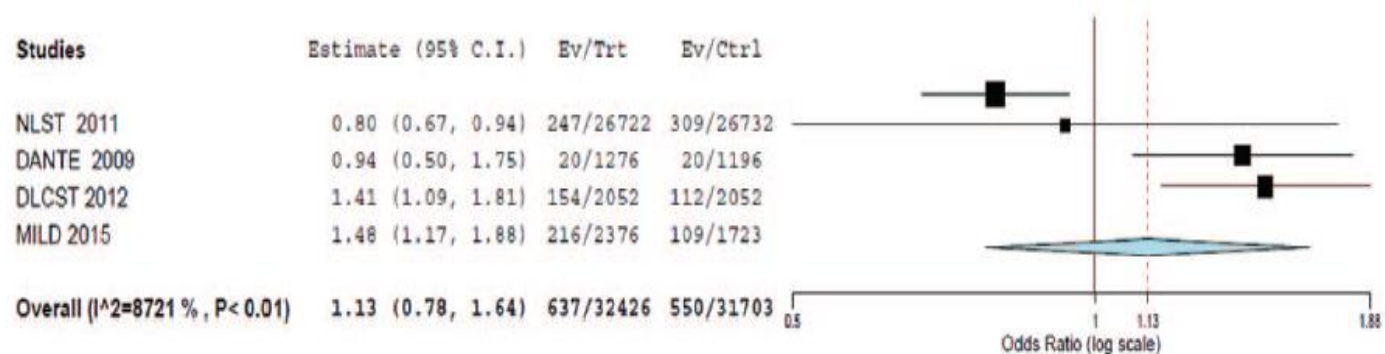 Studies Estimate (95% C.I.) Ev/Trt Ev/Ctrl
NLST 2011 0.80 (0.67, 0.94) 247/26722 309/26732
DANTE 2009 0.94 (0.50, 1.75) 20/1276 20/1196
DLCST 2012 1.41 (1.09, 1.81) 154/2052 112/2052
MILD 2015 1.48 (1.17, 1.88) 216/2376 109/1723
Overall (I^2=8721 % , P< 0.01) 1.13 (0.78, 1.64) 637/32426 550/31703
0.5 1 1.13 1.88
Odds Ratio (log scale)